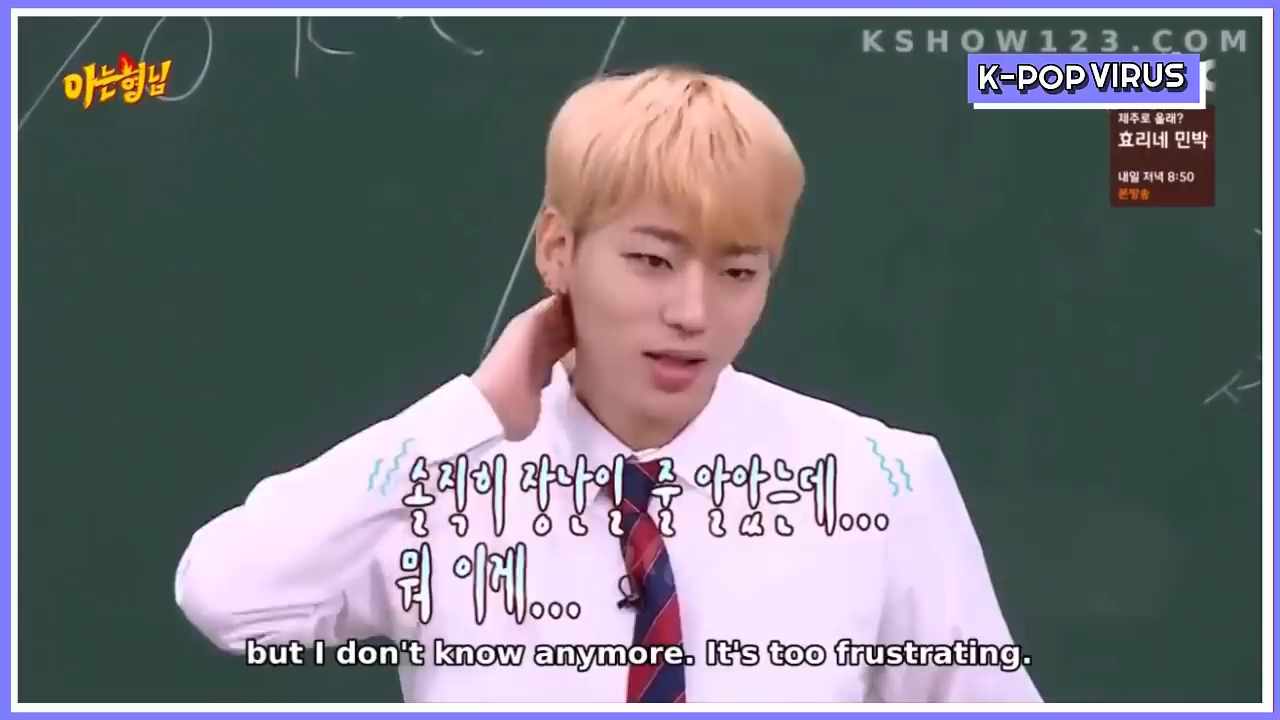 KSHOW123.COM
아는형님
K-POP VIRUS
제주로 올래?
효리네 민박
내일 저녁 8:50
본방송
솔직히 장난일 줄 알았는데...
뭐 이게...
but I don't know anymore. It's too frustrating.